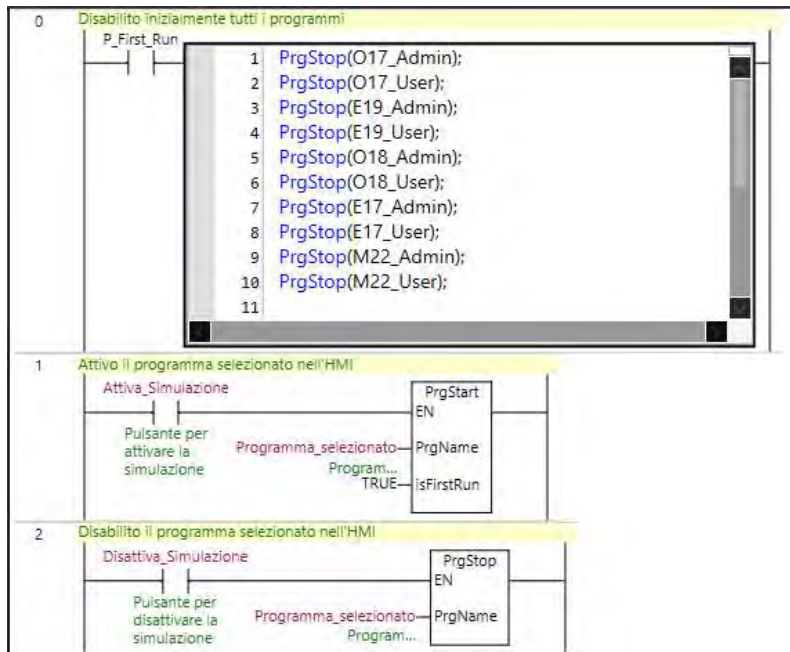 0 Disabilito inizialmente tutti i programmi
P_First_Run
1 PrgStop(O17_Admin);
2 PrgStop(O17_User);
3 PrgStop(E19_Admin);
4 PrgStop(E19_User);
5 PrgStop(O18_Admin);
6 PrgStop(O18_User);
7 PrgStop(E17_Admin);
8 PrgStop(E17_User);
9 PrgStop(M22_Admin);
10 PrgStop(M22_User);
11
1 Attivo il programma selezionato nell'HMI
Attiva_Simulazione
PrgStart
EN
Pulsante per
attivare la
simulazione
Programma_selezionato PrgName
Program...
TRUE isFirstRun
2 Disabilito il programma selezionato nell'HMI
Disattiva_Simulazione
PrgStop
EN
Pulsante per
disattivare la
simulazione
Programma_selezionato PrgName
Program...